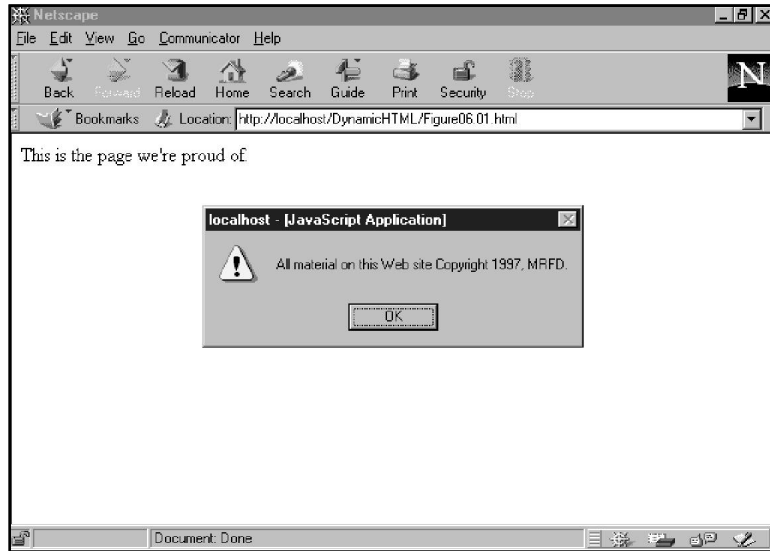 Netscape
File Edit View Go Communicator Help
Back Forward Reload Home Search Guide Print Security Stop
N
Bookmarks Location: http://localhost/DynamicHTML/Figure06.01.html
This is the page we're proud of.
localhost - [JavaScript Application]
All material on this Web site Copyright 1997, MRFD.
OK
Document: Done